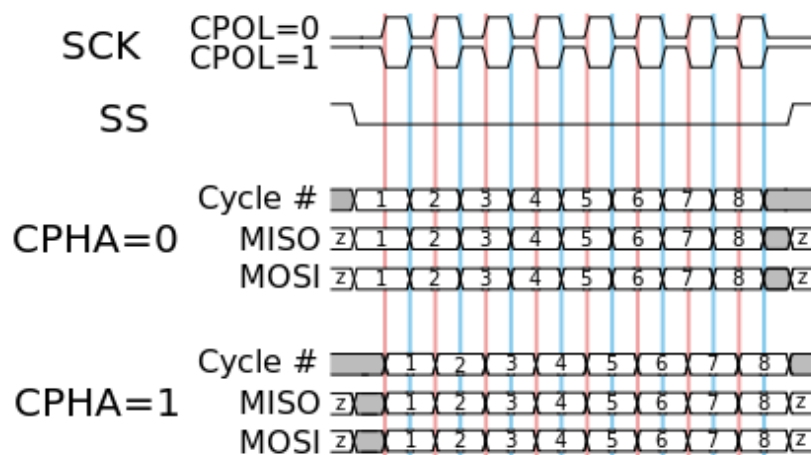 SCK CPOL=0
CPOL=1
SS
Cycle # 1 2 3 4 5 6 7 8
CPHA=0 MISO z 1 2 3 4 5 6 7 8 z
MOSI z 1 2 3 4 5 6 7 8 z
Cycle # 1 2 3 4 5 6 7 8
CPHA=1 MISO z 1 2 3 4 5 6 7 8 z
MOSI z 1 2 3 4 5 6 7 8 z